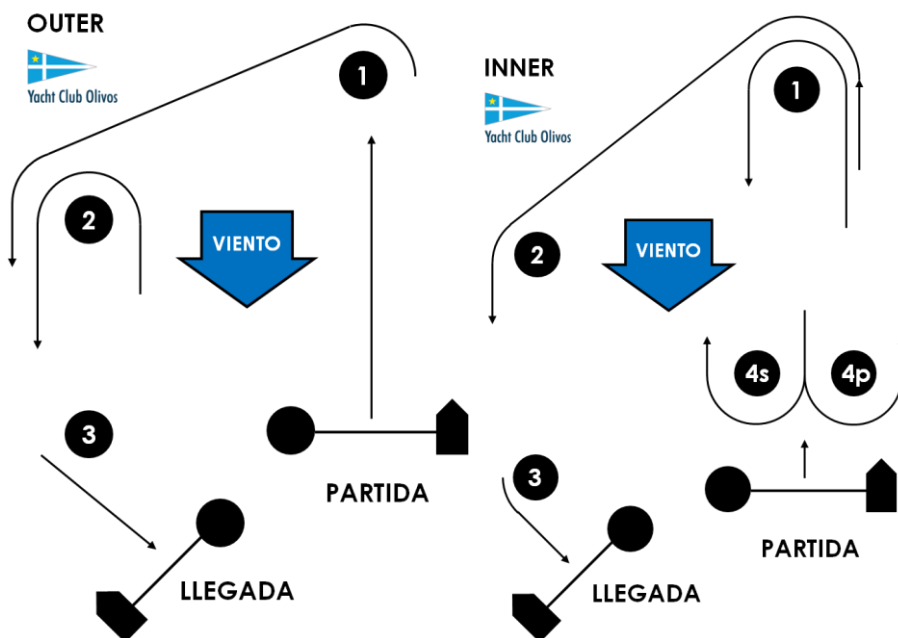 OUTER
Yacht Club Olivos
1
2
VIENTO
3
PARTIDA
LLEGADA
INNER
Yacht Club Olivos
1
2
VIENTO
4s
4p
3
PARTIDA
LLEGADA